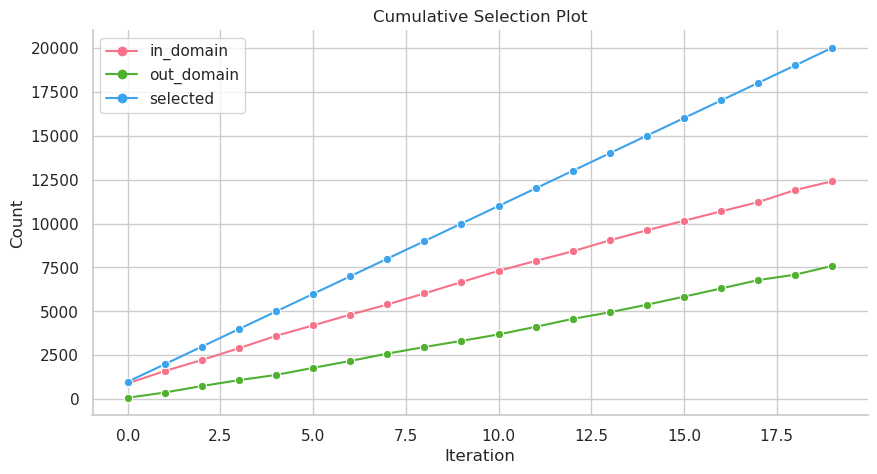 Cumulative Selection Plot
in_domain
out_domain
selected
20000
17500
15000
12500
10000
7500
5000
2500
0
Count
0.0 2.5 5.0 7.5 10.0 12.5 15.0 17.5
Iteration